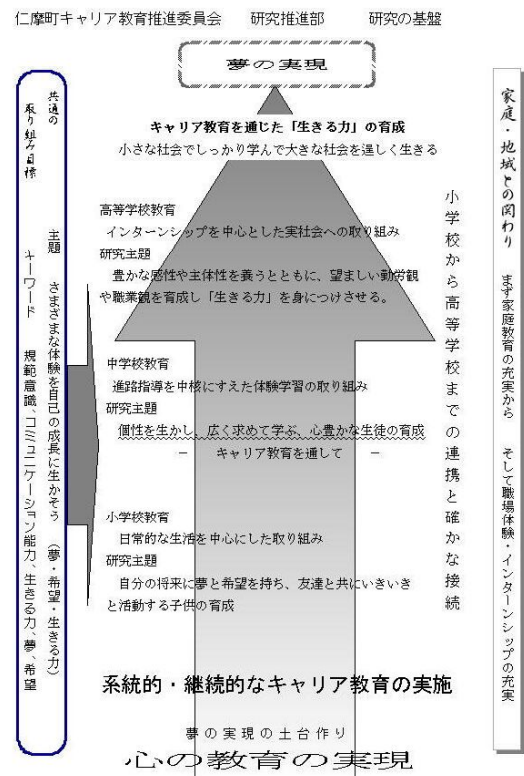 仁摩町キャリア教育推進委員会　研究推進部　研究の基盤
夢の実現
キャリア教育を通じた「生きる力」の育成
小さな社会でしっかり学んで大きな社会を逞しく生きる
高等学校教育
インターンシップを中心とした実社会への取り組み
研究主題
豊かな感性や主体性を養うとともに、望ましい勤労観
や職業観を育成し「生きる力」を身につけさせる。
中学校教育
進路指導を中核にすえた体験学習の取り組み
研究主題
個性を生かし、広く求めて学ぶ、心豊かな生徒の育成
－　キャリア教育を通して　－
小学校教育
日常的な生活を中心にした取り組み
研究主題
自分の将来に夢と希望を持ち、友達と共にいきいき
と活動する子供の育成
系統的・継続的なキャリア教育の実施
夢の実現の土台作り
心の教育の実現
共通の
取り組み目標
主題　さまざまな体験を自己の成長に生かそう　（夢・希望・生きる力）
キーワード　規範意識、コミュニケーション能力、生きる力、夢、希望
小学校から高等学校までの連携と確かな接続
家庭・地域との関わり　まず家庭教育の充実から　そして職場体験・インターンシップの充実